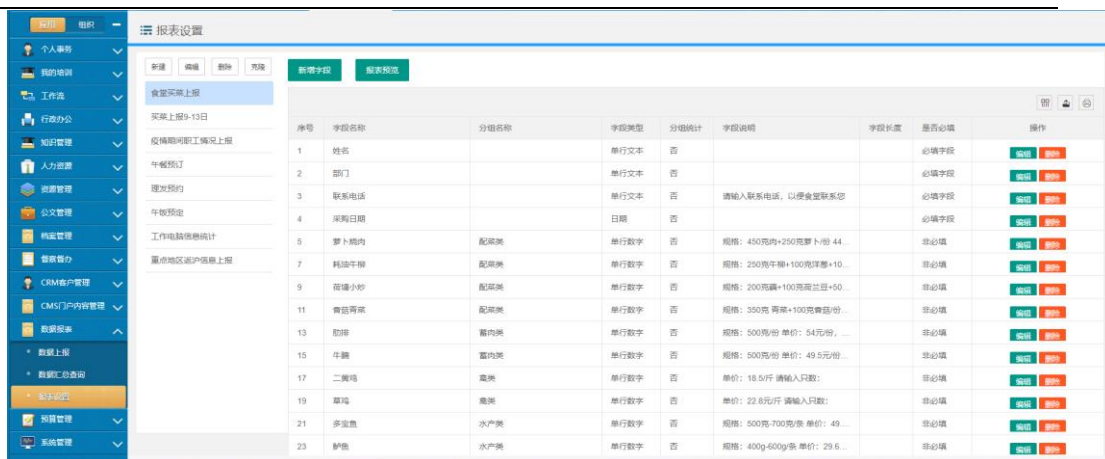 应用 组织
个人事务
我的培训
工作流
行政办公
知识管理
人力资源
资源管理
公文管理
档案管理
督察督办
CRM客户管理
CMS门户内容管理
数据报表
数据上报
数据汇总查询
报表设置
预算管理
系统管理
报表设置
新建 编辑 删除 克隆
食堂买菜上报
买菜上报9-13日
疫情期间职工情况上报
午餐预订
理发预约
午饭预定
工作电脑信息统计
重点地区返沪信息上报
新增字段 报表预览
序号 字段名称 分组名称 字段类型 分组统计 字段说明 字段长度 是否必填 操作
1 姓名 单行文本 否 必填字段 编辑 删除
2 部门 单行文本 否 必填字段 编辑 删除
3 联系电话 单行文本 否 请输入联系电话，以便食堂联系您 必填字段 编辑 删除
4 采购日期 日期 否 必填字段 编辑 删除
5 萝卜烧肉 配菜类 单行数字 否 规格：450克肉+250克萝卜/份 44... 非必填 编辑 删除
7 耗油牛柳 配菜类 单行数字 否 规格：250克牛柳+100克洋葱+10... 非必填 编辑 删除
9 荷塘小炒 配菜类 单行数字 否 规格：200克藕+100克荷兰豆+50... 非必填 编辑 删除
11 香菇青菜 配菜类 单行数字 否 规格：350克 青菜+100克香菇/份... 非必填 编辑 删除
13 肋排 畜肉类 单行数字 否 规格：500克/份 单价：54元/份，... 非必填 编辑 删除
15 牛腩 畜肉类 单行数字 否 规格：500克/份 单价：49.5元/份... 非必填 编辑 删除
17 二黄鸡 禽类 单行数字 否 单价：18.5/斤 请输入只数： 非必填 编辑 删除
19 草鸡 禽类 单行数字 否 单价：22.8元/斤 请输入只数： 非必填 编辑 删除
21 多宝鱼 水产类 单行数字 否 规格：500克-700克/条 单价：49... 非必填 编辑 删除
23 鲈鱼 水产类 单行数字 否 规格：400g-600g/条 单价：29.6... 非必填 编辑 删除